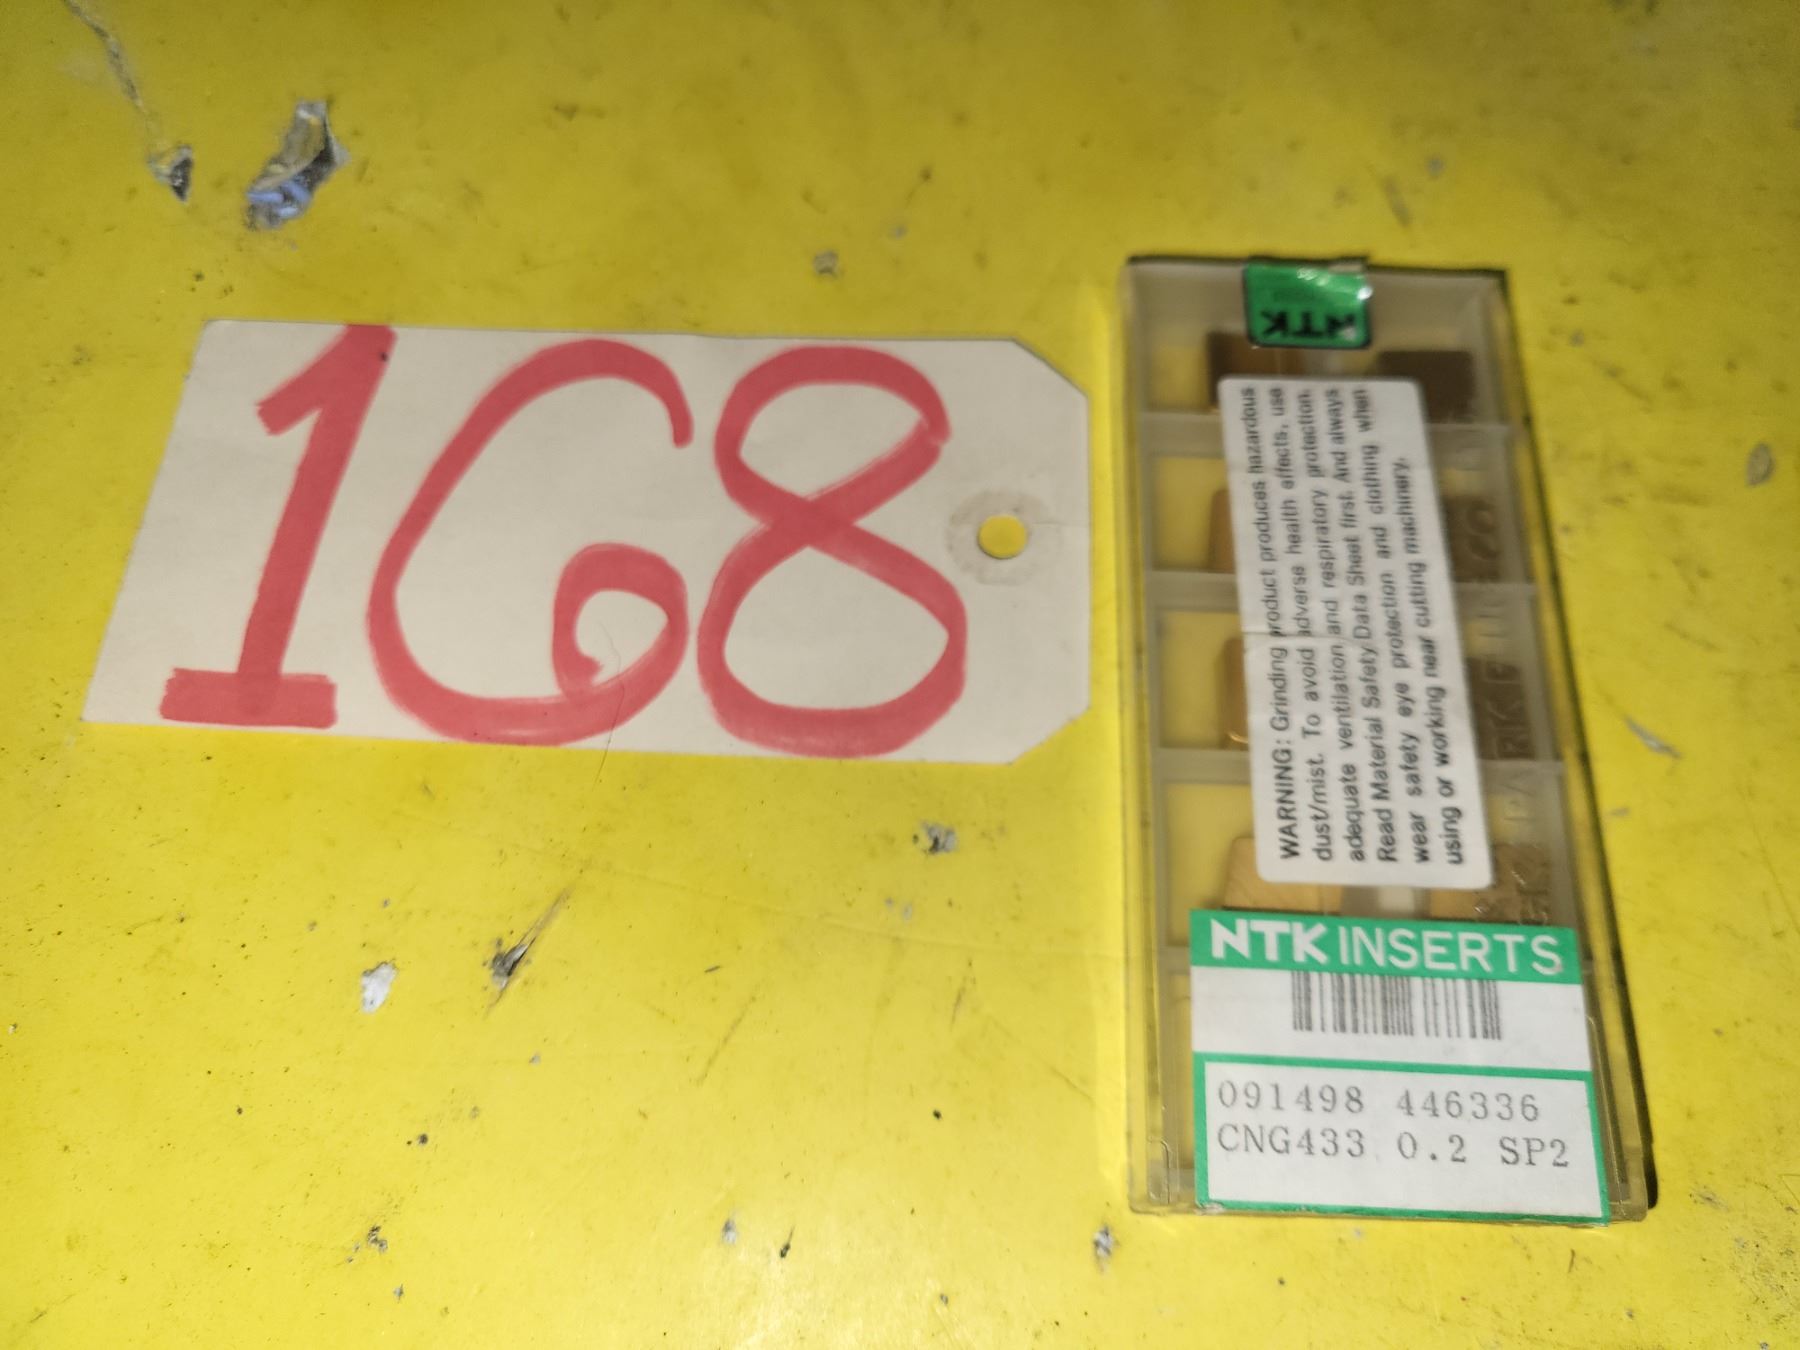 168
NTK
WARNING: Grinding product produces hazardous
dust/mist. To avoid adverse health effects, use
adequate ventilation and respiratory protection.
Read Material Safety Data Sheet first. And always
wear safety eye protection and clothing when
using or working near cutting machinery.
NTK INSERTS
091498 446336
CNG433 0.2 SP2